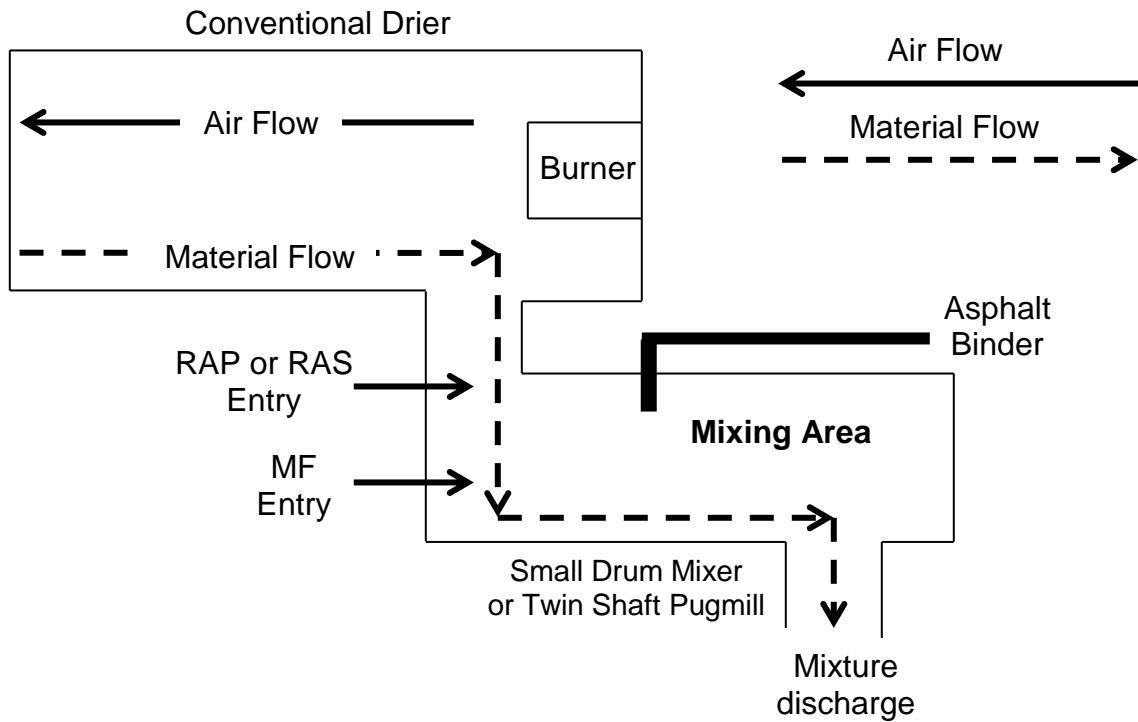 Conventional Drier
Air Flow
Air Flow
Material Flow
Burner
Material Flow
Asphalt
Binder
RAP or RAS
Entry
Mixing Area
MF
Entry
Small Drum Mixer
or Twin Shaft Pugmill
Mixture
discharge